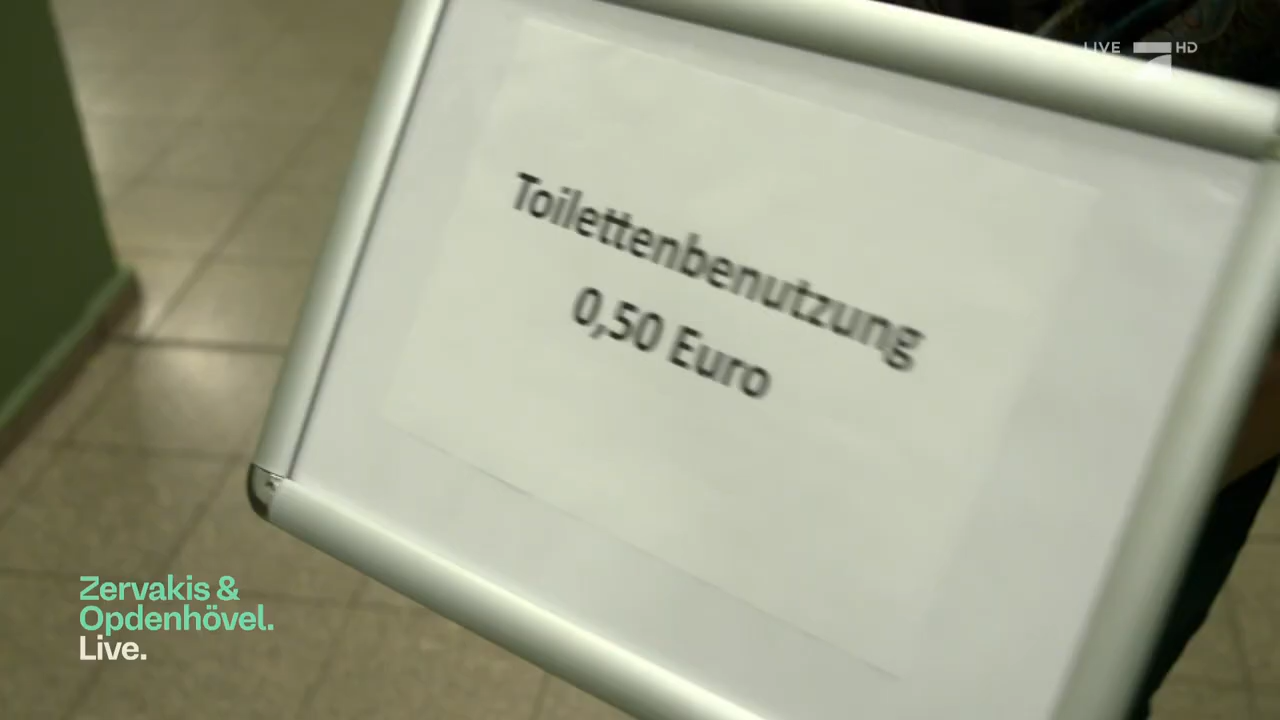 LIVE HD
Toilettenbenutzung
0,50 Euro
Zervakis &
Opdenhövel.
Live.